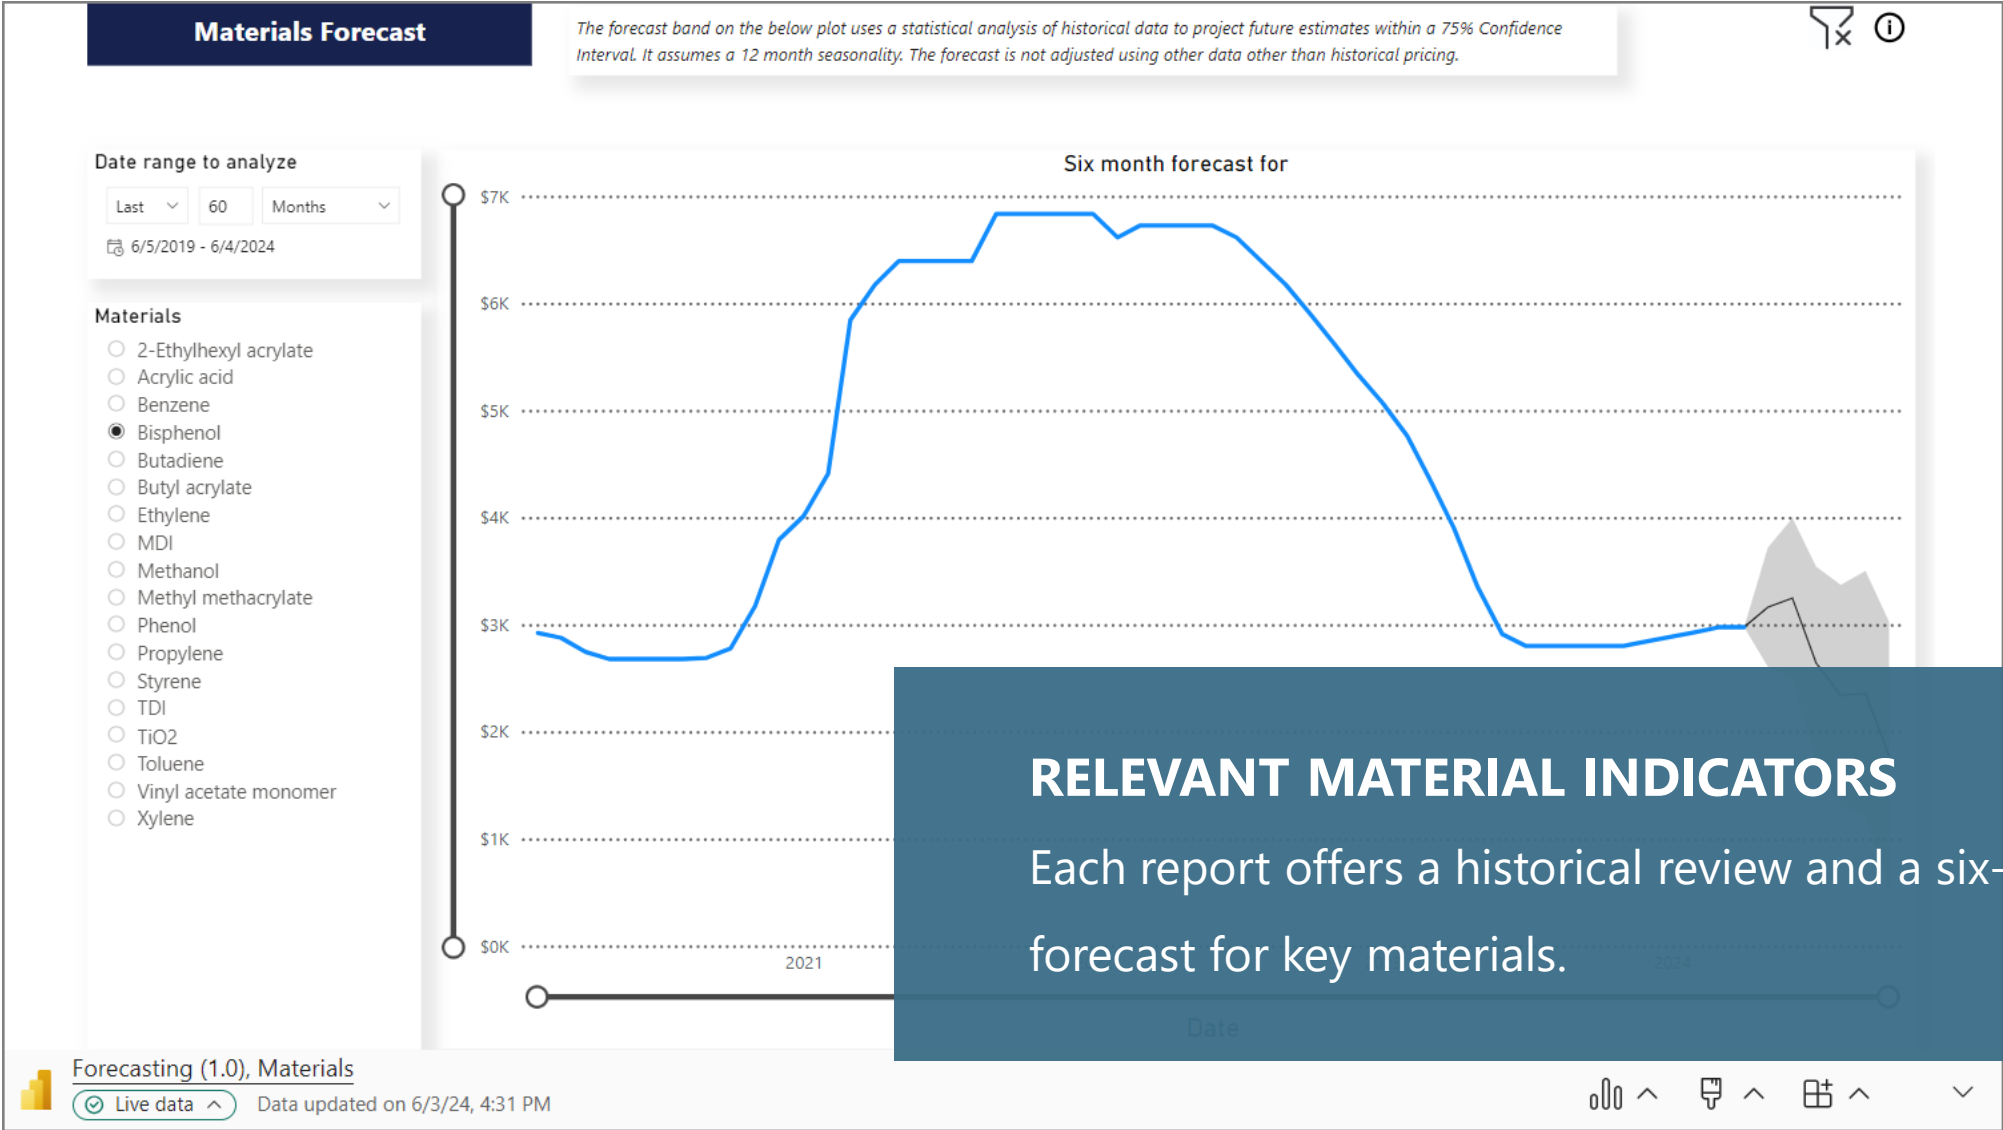 Materials Forecast
The forecast band on the below plot uses a statistical analysis of historical data to project future estimates within a 75% Confidence
Interval. It assumes a 12 month seasonality. The forecast is not adjusted using other data other than historical pricing.
Date range to analyze
Last 60 Months
6/5/2019 - 6/4/2024
Materials
2-Ethylhexyl acrylate
Acrylic acid
Benzene
Bisphenol
Butadiene
Butyl acrylate
Ethylene
MDI
Methanol
Methyl methacrylate
Phenol
Propylene
Styrene
TDI
TiO2
Toluene
Vinyl acetate monomer
Xylene
Six month forecast for
$7K
$6K
$5K
$4K
$3K
$2K
$1K
$0K
2021
2024
Date
RELEVANT MATERIAL INDICATORS
Each report offers a historical review and a six-
forecast for key materials.
Forecasting (1.0), Materials
Live data
Data updated on 6/3/24, 4:31 PM